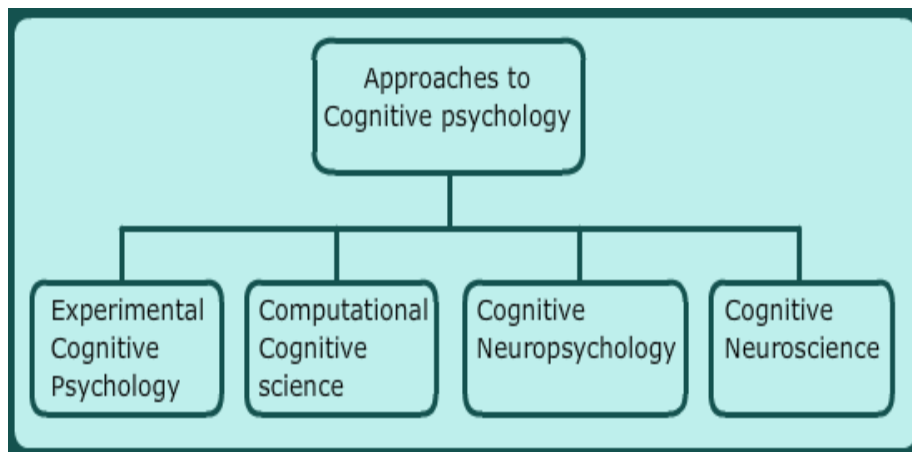 Approaches to
Cognitive psychology
Experimental
Cognitive
Psychology
Computational
Cognitive
science
Cognitive
Neuropsychology
Cognitive
Neuroscience